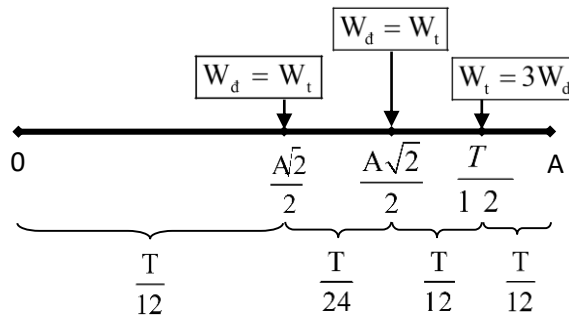 W_đ = W_t
W_đ = W_t
W_t = 3W_đ
0
A√2/2
A√2/2
T/12
A
T/12
T/24
T/12
T/12